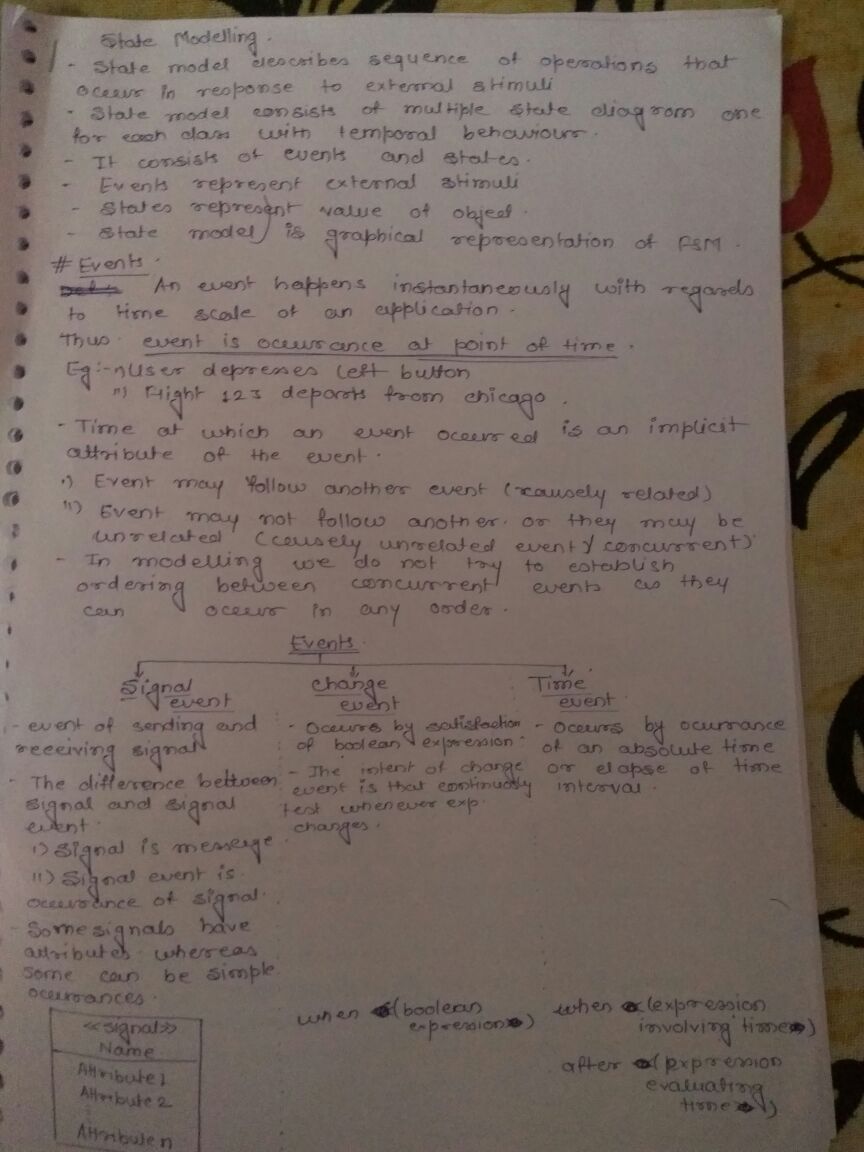 State Modelling.
- State model describes sequence of operations that
occur in response to external stimuli
- State model consists of multiple state diagram one
for each class with temporal behaviour.
- It consists of events and states.
- Events represent external stimuli
- States represent value of object.
- State model is graphical representation of FSM.
# Events.
An event happens instantaneously with regards
to time scale of an application.
Thus event is occurance at point of time.
Eg:- i) User depresses left button
ii) Flight 123 departs from chicago.
- Time at which an event occurred is an implicit
attribute of the event.
i) Event may follow another event (causely related)
ii) Event may not follow another or they may be
unrelated (causely unrelated event / concurrent)
- In modelling we do not try to establish
ordering between concurrent events as they
can occur in any order.
Events.
Signal
event
- event of sending and
receiving signal
- The difference between
signal and signal
event.
i) Signal is message
ii) Signal event is
occurance of signal.
- Some signals have
attributes whereas
some can be simple
ocurrances.
<<signal>>
Name
Attribute 1
Attribute 2
Attribute n
change
event
- Occurs by satisfaction
of boolean expression.
- The intent of change
event is that continuously
test whenever exp.
changes.
when (boolean
expression)
Time
event
- Occurs by ocurrance
of an absolute time
or elapse of time
interval.
when (expression
involving time)
after (expression
evaluating
time)